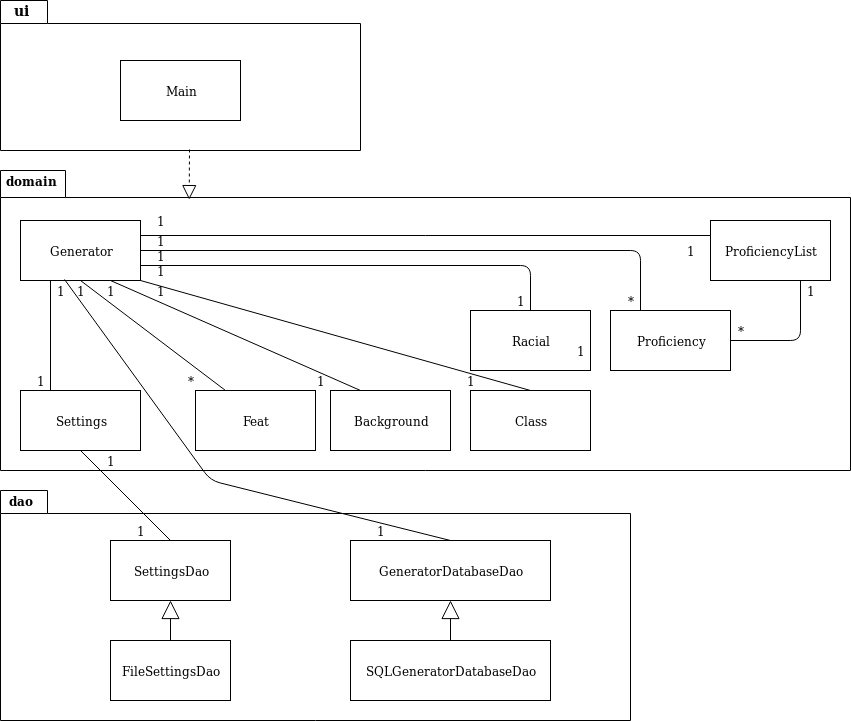 ui
Main
domain
1
Generator
1
1
ProficiencyList
1
1
1
1
1
1
1
1
1
*
Racial
1
Proficiency
*
1
*
1
1
Settings
Feat
Background
Class
1
dao
1
1
SettingsDao
GeneratorDatabaseDao
FileSettingsDao
SQLGeneratorDatabaseDao